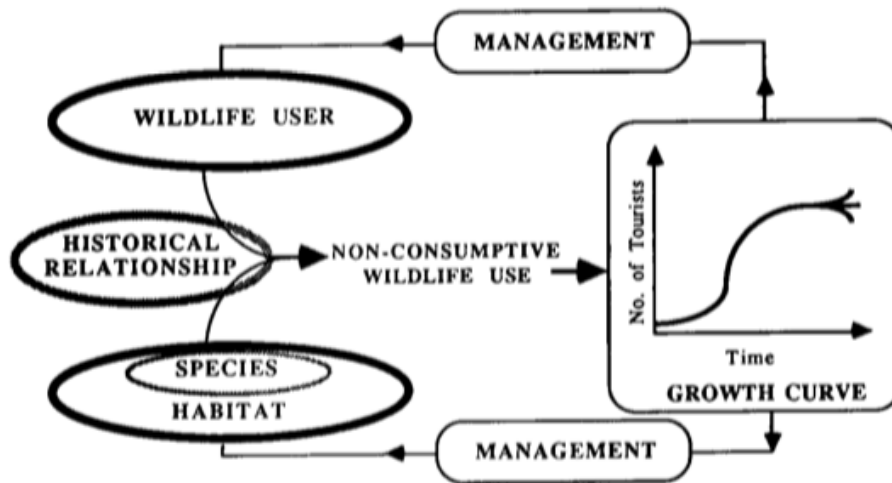 MANAGEMENT
WILDLIFE USER
HISTORICAL
RELATIONSHIP
NON-CONSUMPTIVE
WILDLIFE USE
SPECIES
HABITAT
No. of Tourists
Time
GROWTH CURVE
MANAGEMENT